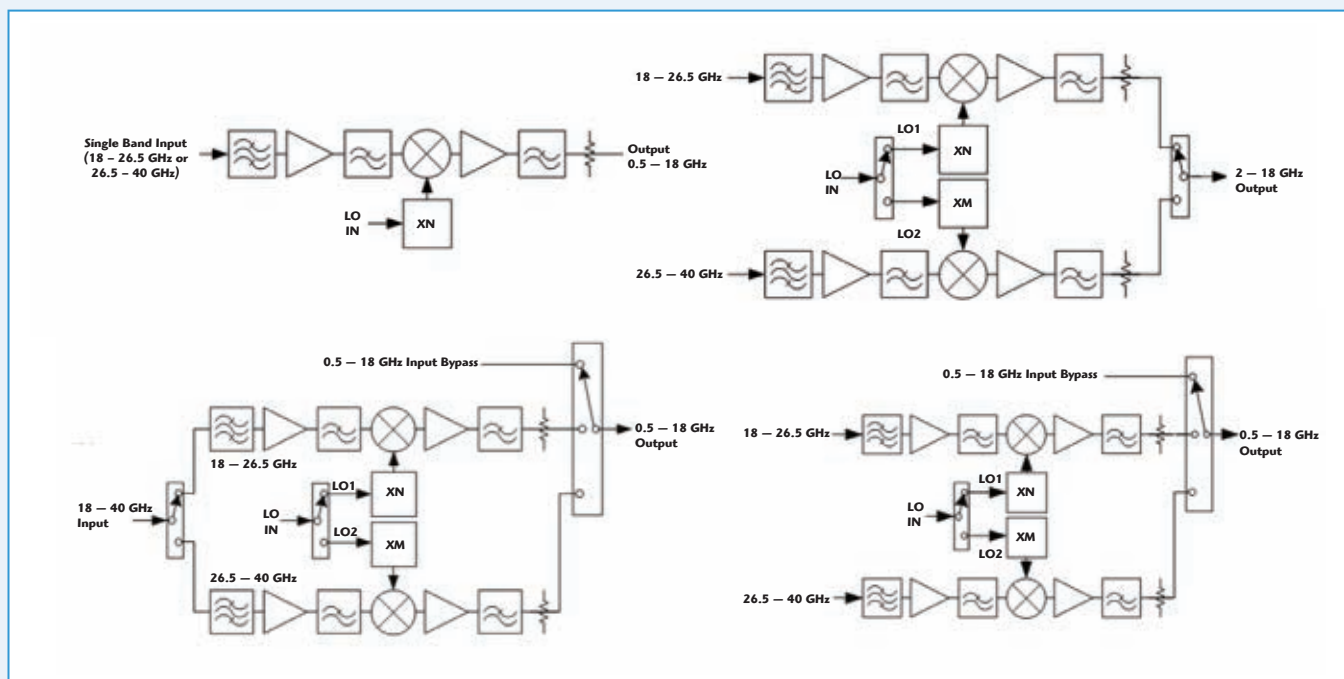 Single Band Input
(18 – 26.5 GHz or
26.5 – 40 GHz)
LO
IN
XN
Output
0.5 – 18 GHz
18 – 26.5 GHz
LO
IN
LO1
XN
XM
LO2
26.5 – 40 GHz
2 – 18 GHz
Output
0.5 – 18 GHz Input Bypass
18 – 26.5 GHz
18 – 40 GHz
Input
LO
IN
LO1
XN
LO2
XM
26.5 – 40 GHz
0.5 – 18 GHz
Output
0.5 – 18 GHz Input Bypass
18 – 26.5 GHz
LO
IN
LO1
XN
XM
LO2
26.5 – 40 GHz
0.5 – 18 GHz
Output